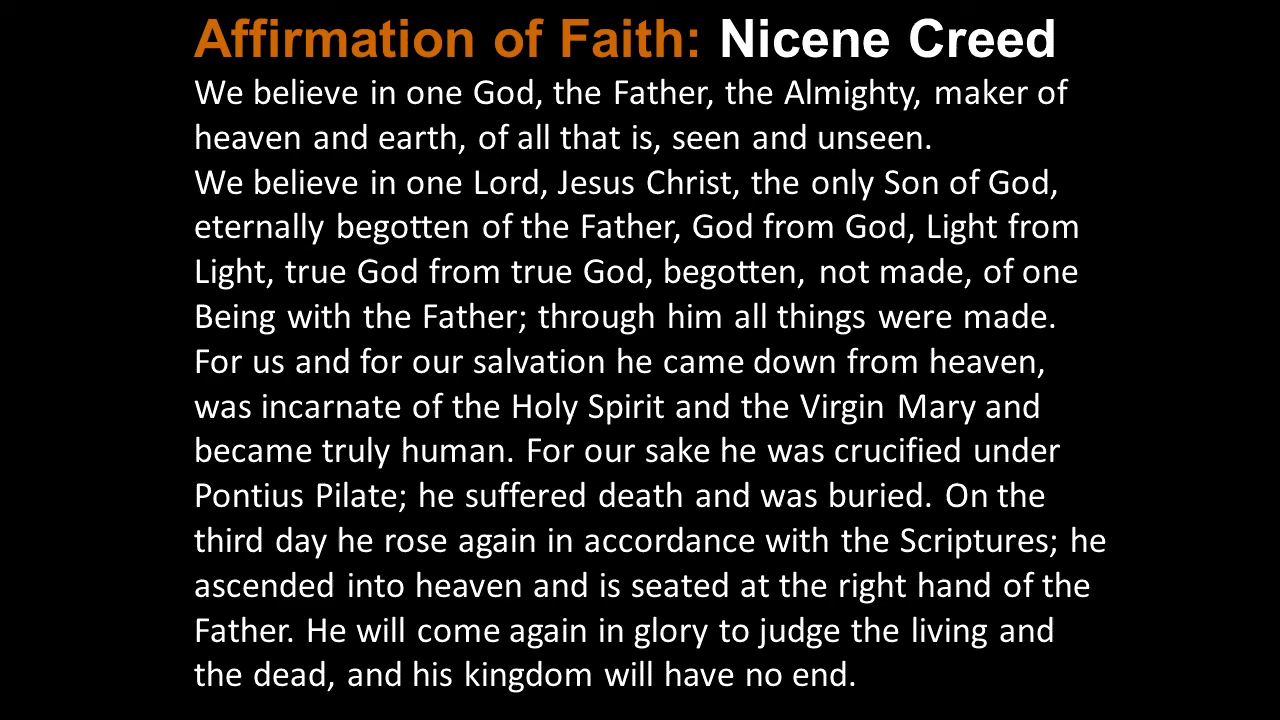 Affirmation of Faith: Nicene Creed
We believe in one God, the Father, the Almighty, maker of
heaven and earth, of all that is, seen and unseen.
We believe in one Lord, Jesus Christ, the only Son of God,
eternally begotten of the Father, God from God, Light from
Light, true God from true God, begotten, not made, of one
Being with the Father; through him all things were made.
For us and for our salvation he came down from heaven,
was incarnate of the Holy Spirit and the Virgin Mary and
became truly human. For our sake he was crucified under
Pontius Pilate; he suffered death and was buried. On the
third day he rose again in accordance with the Scriptures; he
ascended into heaven and is seated at the right hand of the
Father. He will come again in glory to judge the living and
the dead, and his kingdom will have no end.